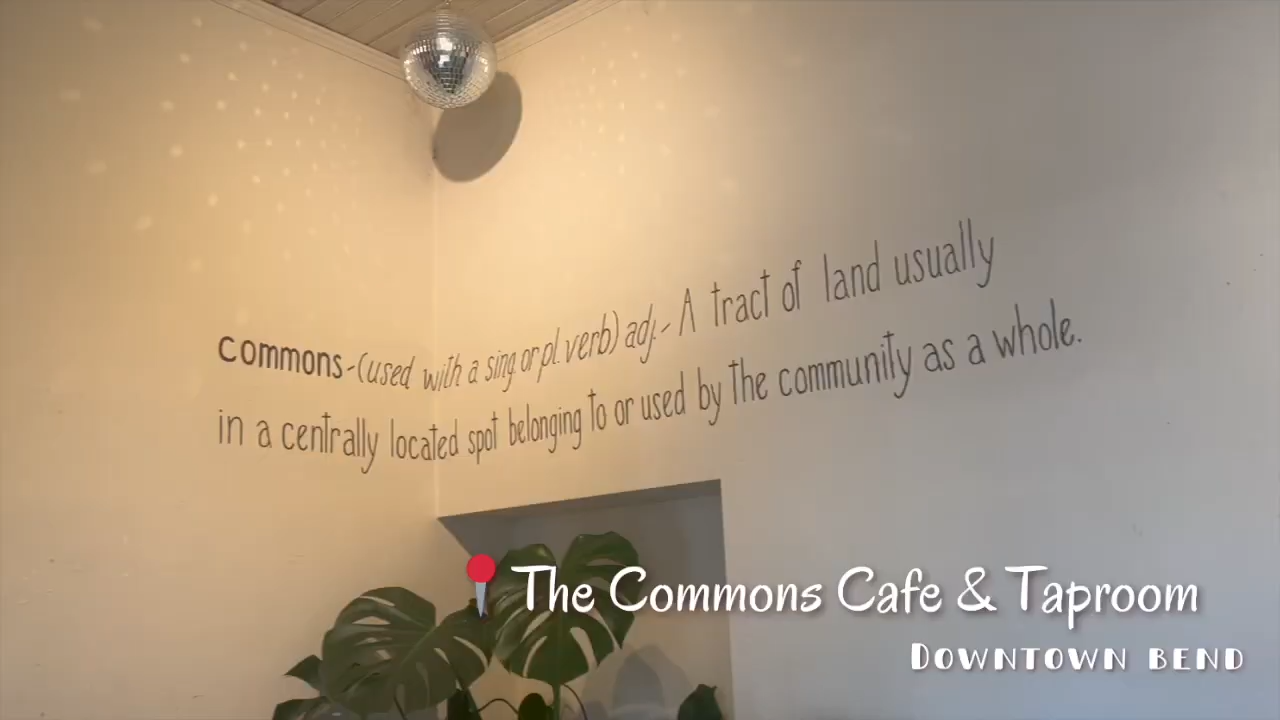 commons-(used with a sing or pl. verb) adj.- A tract of land usually
in a centrally located spot belonging to or used by the community as a whole.
The Commons Cafe & Taproom
DOWNTOWN BEND